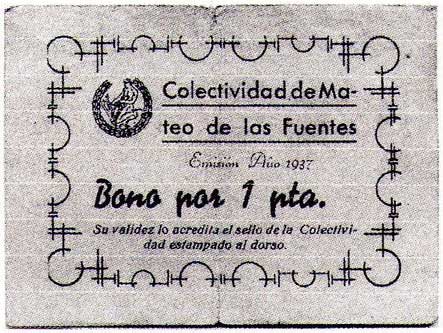 Colectividad de Ma-
teo de las Fuentes
Emisión Año 1937
Bono por 1 pta.
Su validez lo acredita el sello de la Colectivi-
dad estampado al dorso.